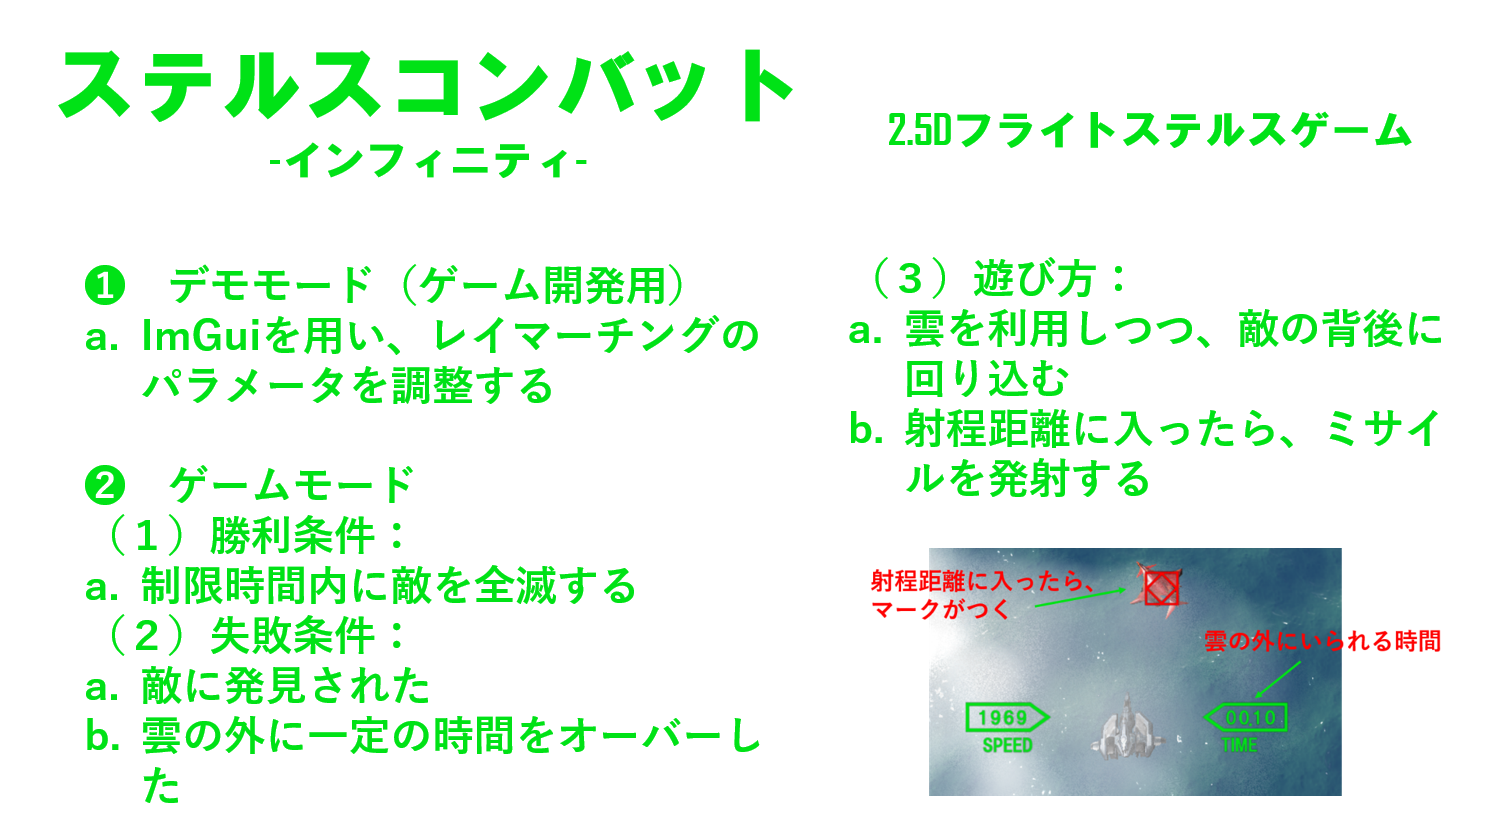 ステルスコンバット
-インフィニティ-
2.5Dフライトステルスゲーム
❶　デモモード（ゲーム開発用）
a. ImGuiを用い、レイマーチングの
パラメータを調整する
❷　ゲームモード
（１）勝利条件：
a. 制限時間内に敵を全滅する
（２）失敗条件：
a. 敵に発見された
b. 雲の外に一定の時間をオーバーし
た
（３）遊び方：
a. 雲を利用しつつ、敵の背後に
回り込む
b. 射程距離に入ったら、ミサイ
ルを発射する
射程距離に入ったら、
マークがつく
雲の外にいられる時間
1969
SPEED
00.10
TIME